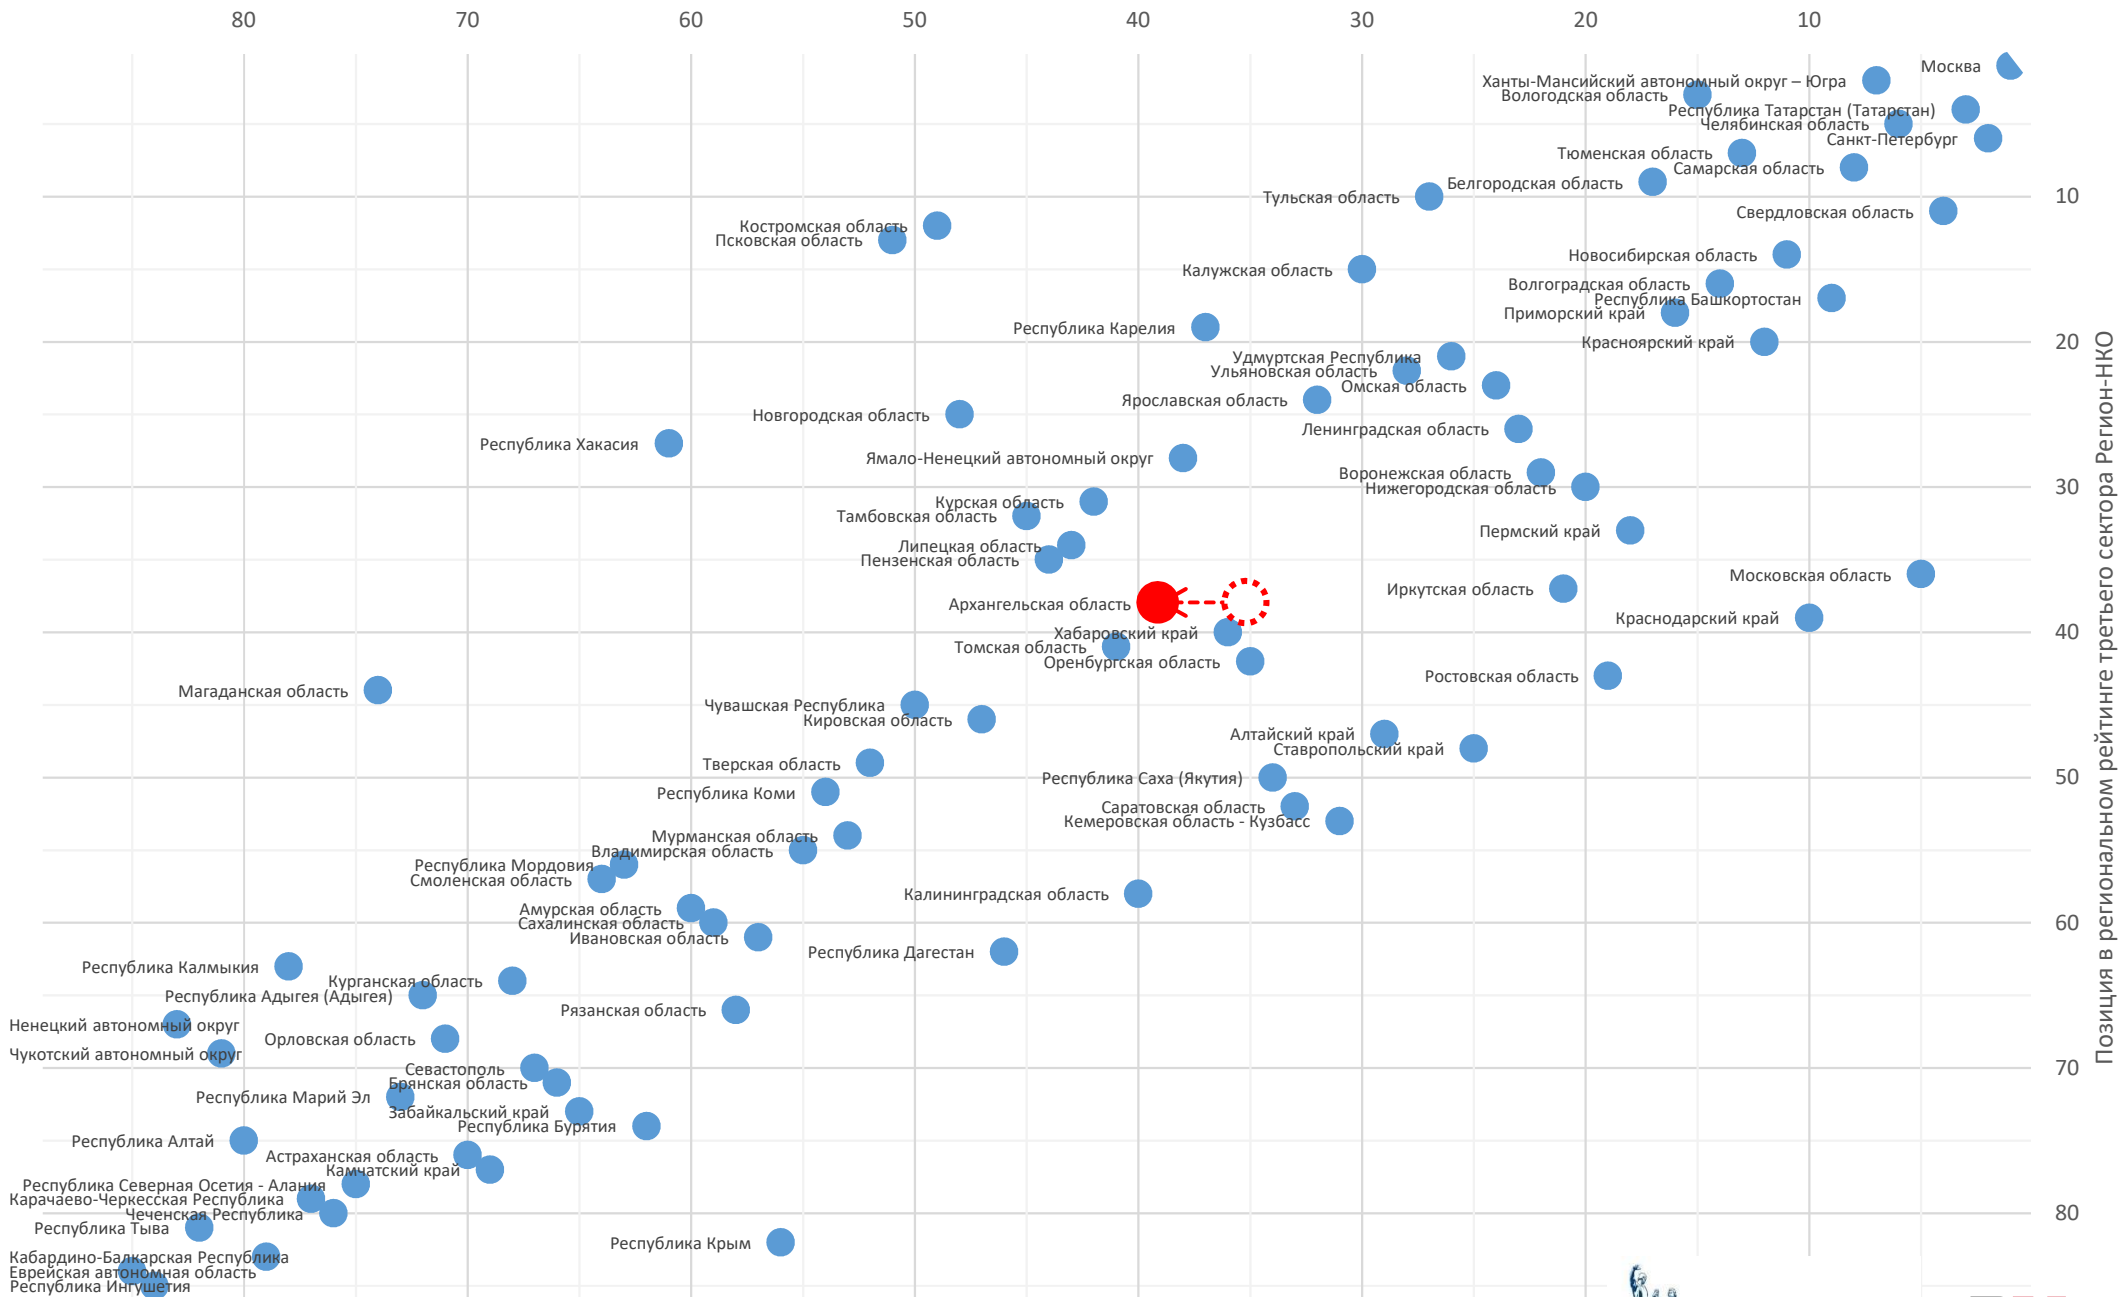 80 70 60 50 40 30 20 10
Москва
Ханты-Мансийский автономный округ – Югра
Вологодская область
Республика Татарстан (Татарстан)
Челябинская область
Санкт-Петербург
Тюменская область
Самарская область
Белгородская область
Тульская область
10
Свердловская область
Костромская область
Псковская область
Новосибирская область
Калужская область
Волгоградская область
Республика Башкортостан
Приморский край
Республика Карелия
Красноярский край
20
Удмуртская Республика
Ульяновская область
Омская область
Ярославская область
Новгородская область
Ленинградская область
Республика Хакасия
Ямало-Ненецкий автономный округ
Воронежская область
Нижегородская область
30
Курская область
Тамбовская область
Пермский край
Липецкая область
Пензенская область
Московская область
Иркутская область
Архангельская область
Краснодарский край
Хабаровский край
40
Томская область
Оренбургская область
Ростовская область
Магаданская область
Чувашская Республика
Кировская область
Алтайский край
Ставропольский край
Тверская область
Республика Саха (Якутия)
50
Республика Коми
Саратовская область
Кемеровская область - Кузбасс
Мурманская область
Владимирская область
Республика Мордовия
Смоленская область
Калининградская область
Амурская область
Сахалинская область
60
Ивановская область
Республика Дагестан
Республика Калмыкия
Курганская область
Республика Адыгея (Адыгея)
Рязанская область
Ненецкий автономный округ
Орловская область
Чукотский автономный округ
Севастополь
70
Брянская область
Республика Марий Эл
Забайкальский край
Республика Бурятия
Республика Алтай
Астраханская область
Камчатский край
Республика Северная Осетия - Алания
Карачаево-Черкесская Республика
Чеченская Республика
80
Республика Тыва
Республика Крым
Кабардино-Балкарская Республика
Еврейская автономная область
Республика Ингушетия
Позиция в региональном рейтинге третьего сектора Регион-НКО